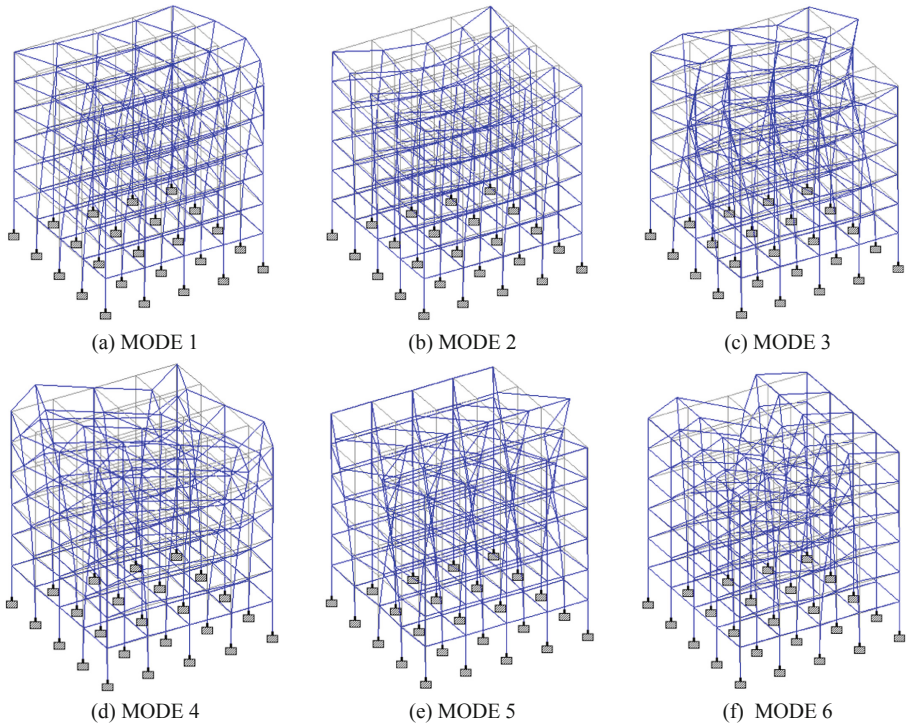 (a) MODE 1
(b) MODE 2
(c) MODE 3
(d) MODE 4
(e) MODE 5
(f) MODE 6